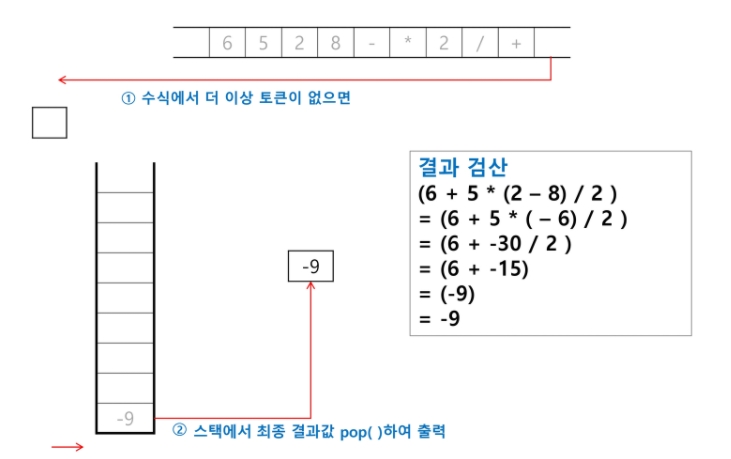 6 5 2 8 - * 2 / +
① 수식에서 더 이상 토큰이 없으면
결과 검산
(6 + 5 * (2 – 8) / 2 )
= (6 + 5 * ( – 6) / 2 )
= (6 + -30 / 2 )
= (6 + -15)
= (-9)
= -9
-9
-9
② 스택에서 최종 결과값 pop( )하여 출력